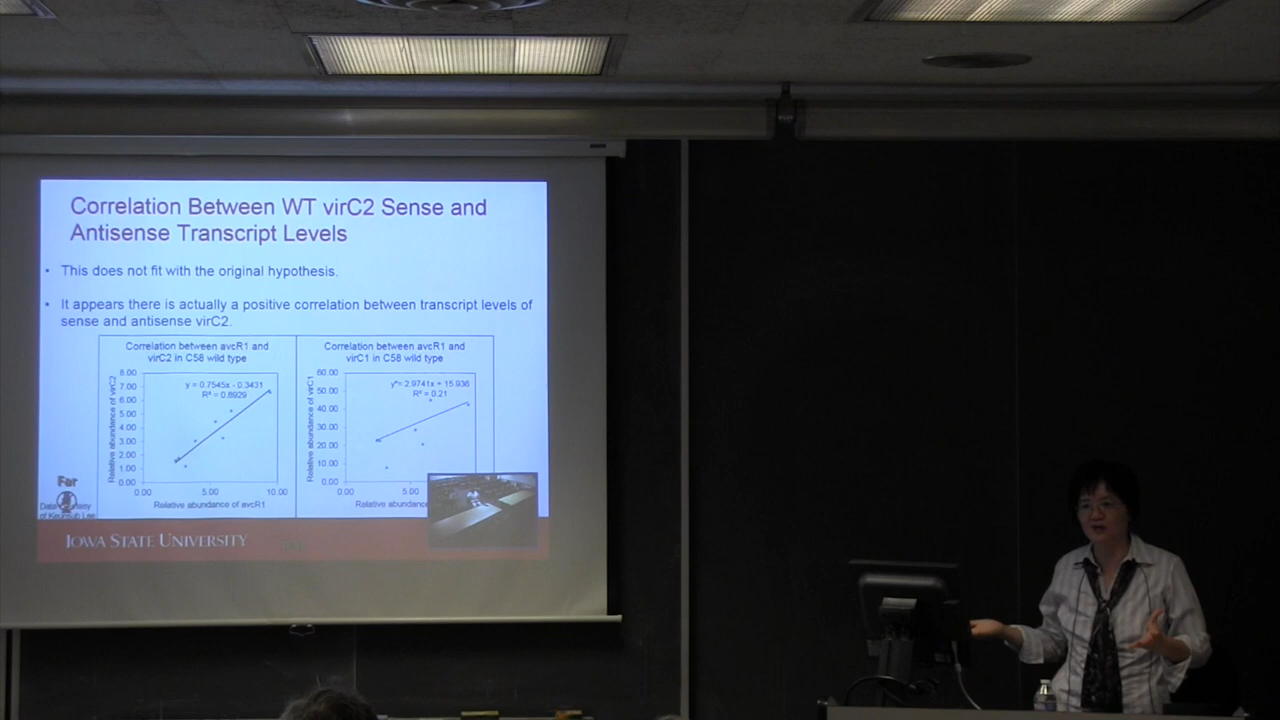 Correlation Between WT virC2 Sense and
Antisense Transcript Levels
• This does not fit with the original hypothesis.
• It appears there is actually a positive correlation between transcript levels of
sense and antisense virC2.
Correlation between avcR1 and
virC2 in C58 wild type
8.00
7.00
6.00
5.00
4.00
3.00
2.00
1.00
0.00
Relative abundance of virC2
y = 0.7545x - 0.3431
R² = 0.8929
0.00 5.00 10.00
Relative abundance of avcR1
Correlation between avcR1 and
virC1 in C58 wild type
60.00
50.00
40.00
30.00
20.00
10.00
0.00
Relative abundance of virC1
y = 2.9741x + 15.936
R² = 0.21
0.00 5.00
Relative abundance
Far
of Keunsub Lee
IOWA STATE UNIVERSITY